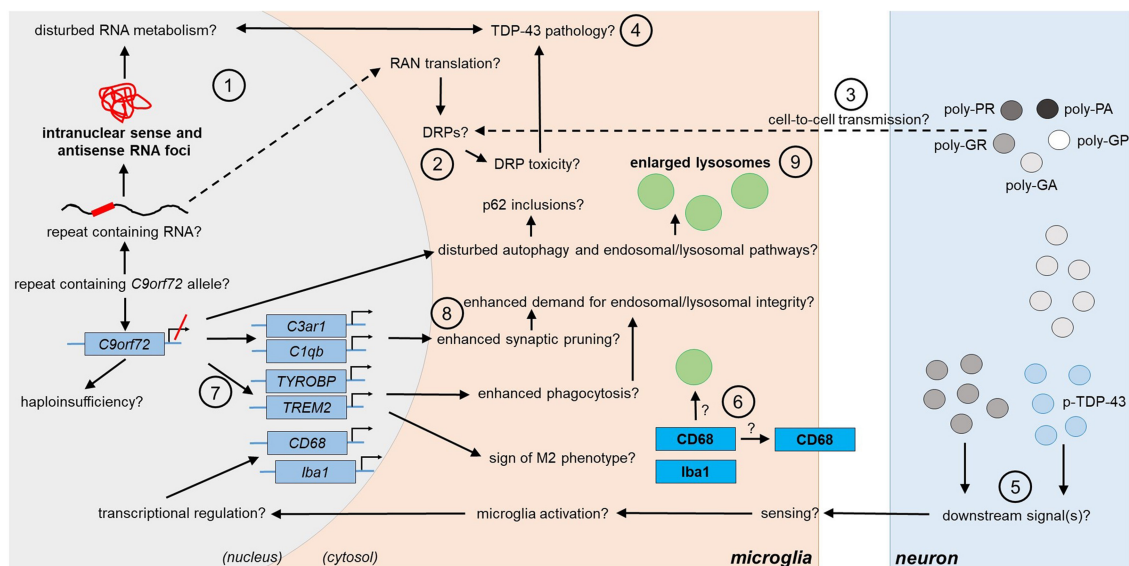 disturbed RNA metabolism?
TDP-43 pathology?
4
1
RAN translation?
3
cell-to-cell transmission?
poly-PR
poly-PA
poly-GR
poly-GP
poly-GA
intranuclear sense and
antisense RNA foci
DRPs?
2
DRP toxicity?
enlarged lysosomes
9
p62 inclusions?
repeat containing RNA?
disturbed autophagy and endosomal/lysosomal pathways?
repeat containing C9orf72 allele?
enhanced demand for endosomal/lysosomal integrity?
8
C3ar1
C9orf72
C1qb
enhanced synaptic pruning?
7
TYROBP
TREM2
enhanced phagocytosis?
haploinsufficiency?
6
?
p-TDP-43
CD68
CD68
?
CD68
Iba1
Iba1
sign of M2 phenotype?
5
transcriptional regulation?
microglia activation?
sensing?
downstream signal(s)?
(nucleus)
(cytosol)
microglia
neuron